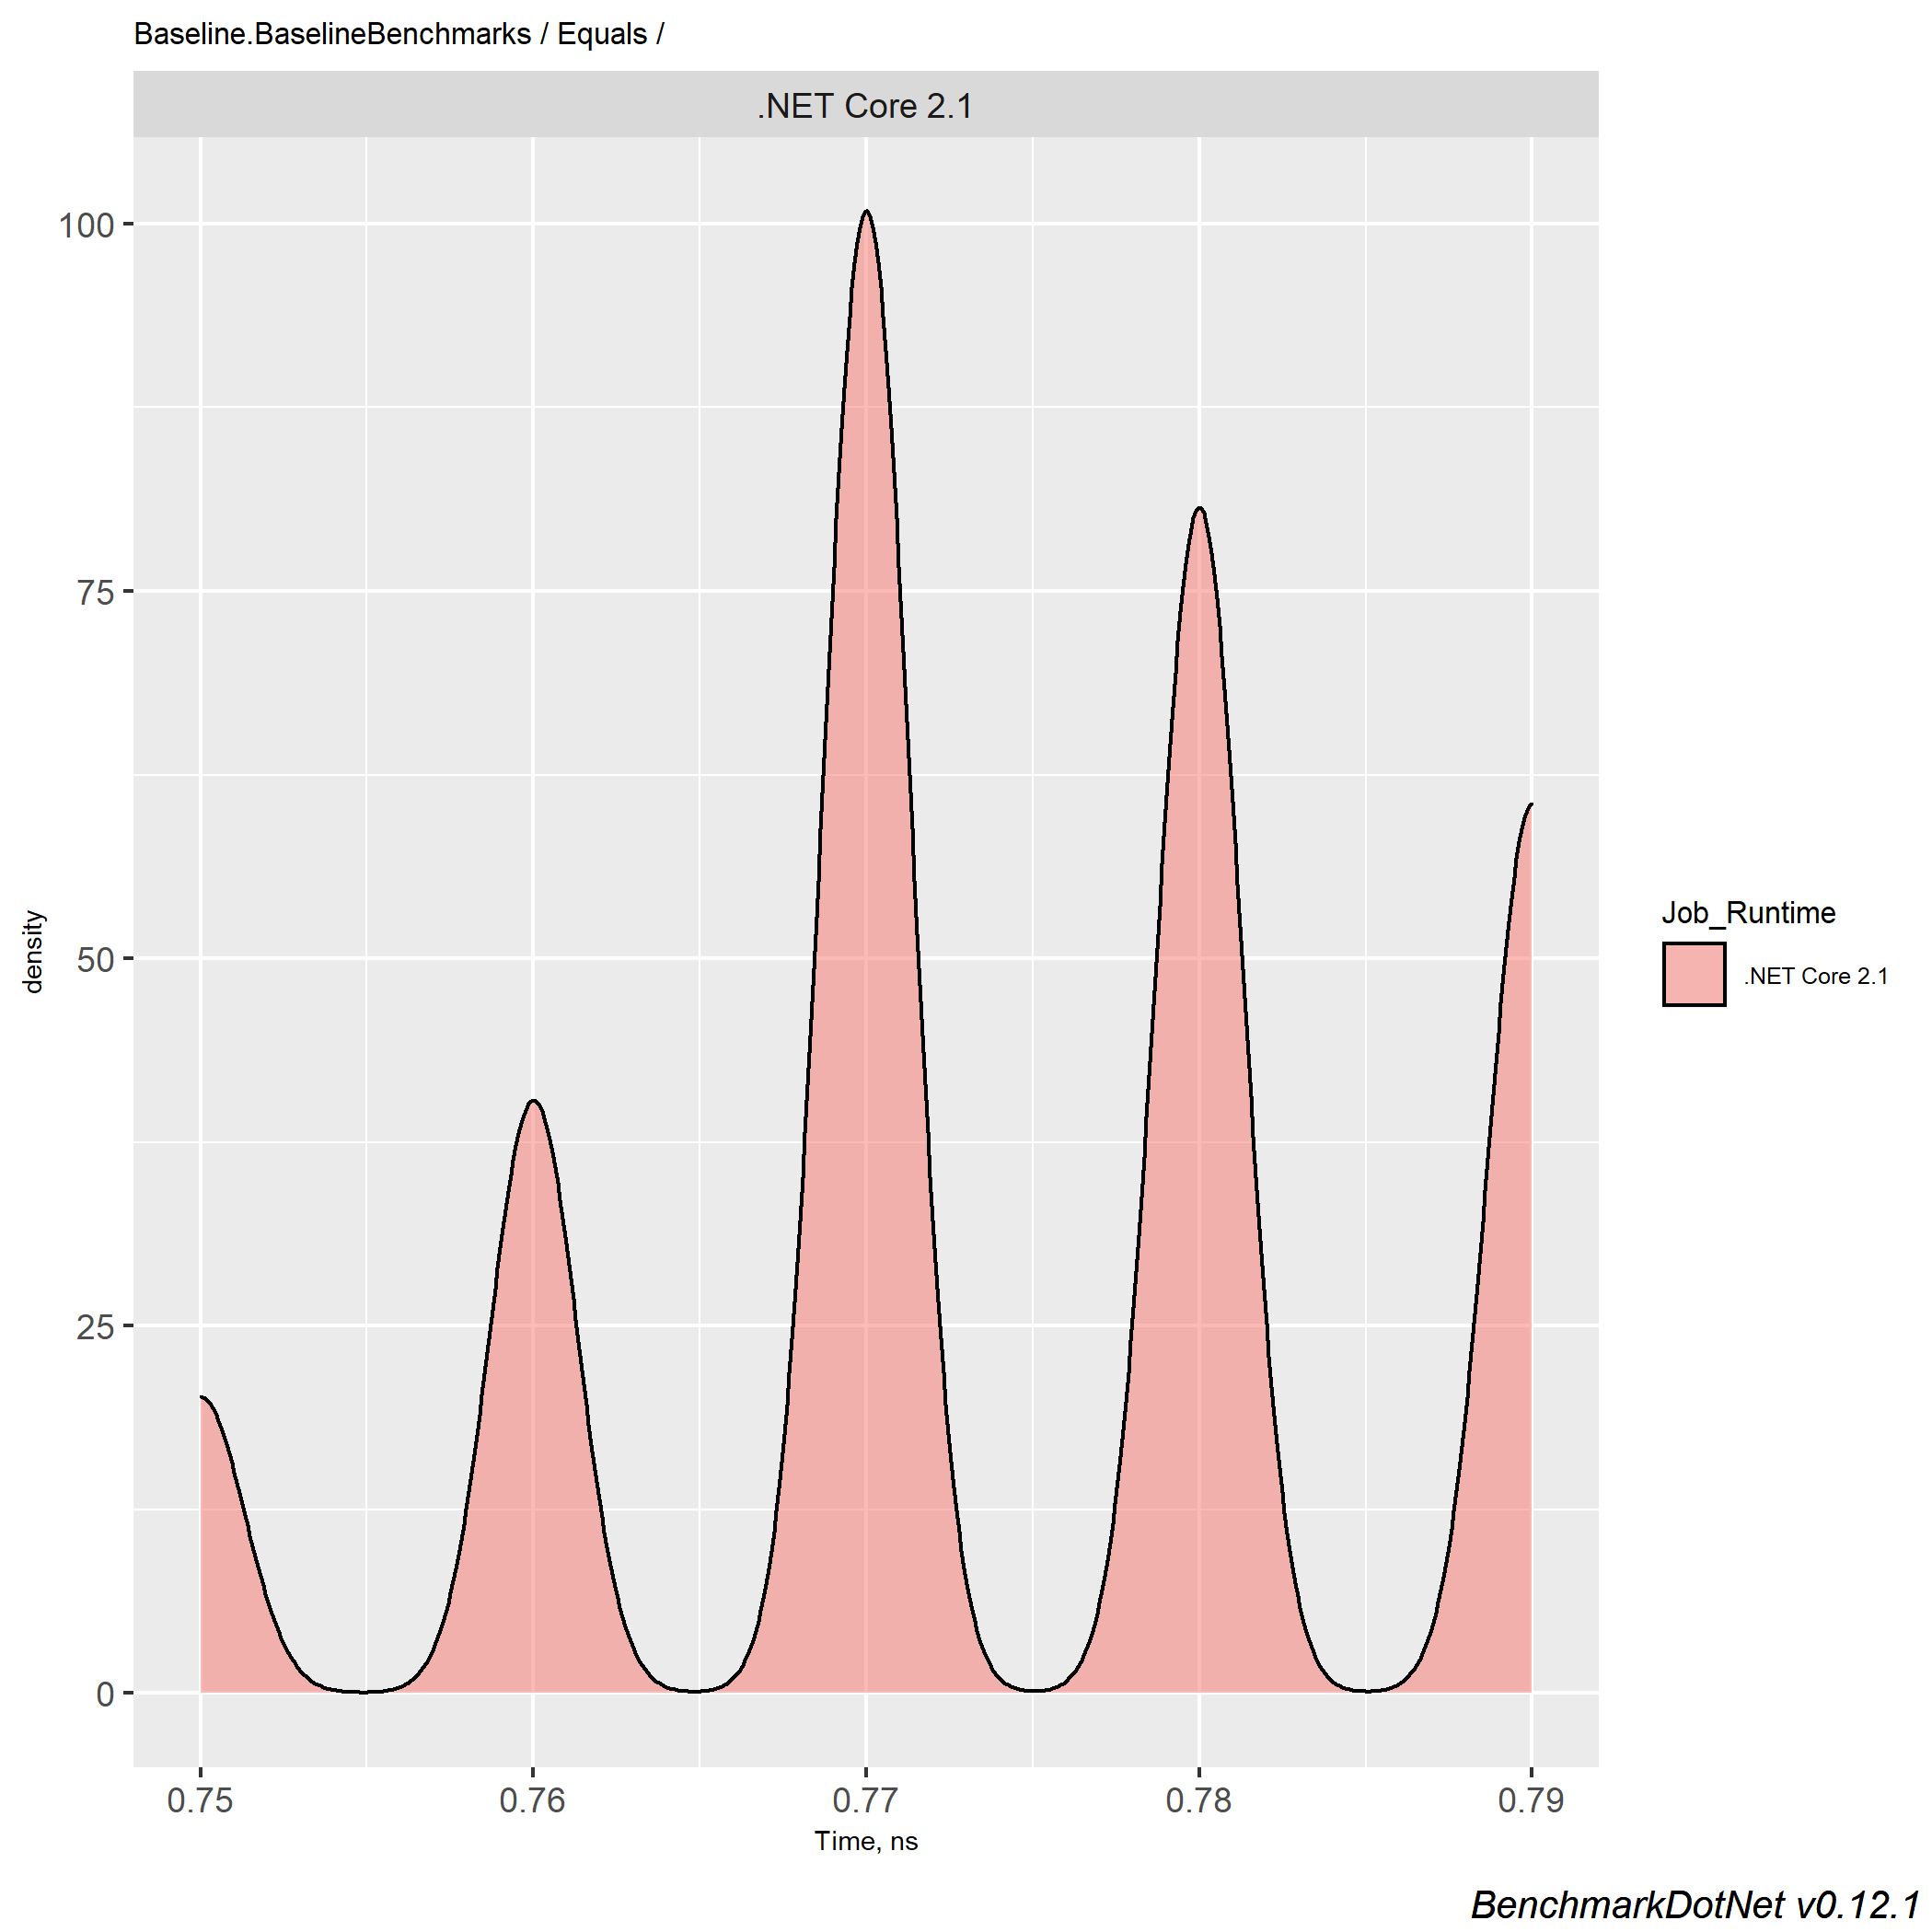 Baseline.BaselineBenchmarks / Equals /
.NET Core 2.1
100
75
50
25
0
density
0.75 0.76 0.77 0.78 0.79
Time, ns
Job_Runtime
.NET Core 2.1
BenchmarkDotNet v0.12.1